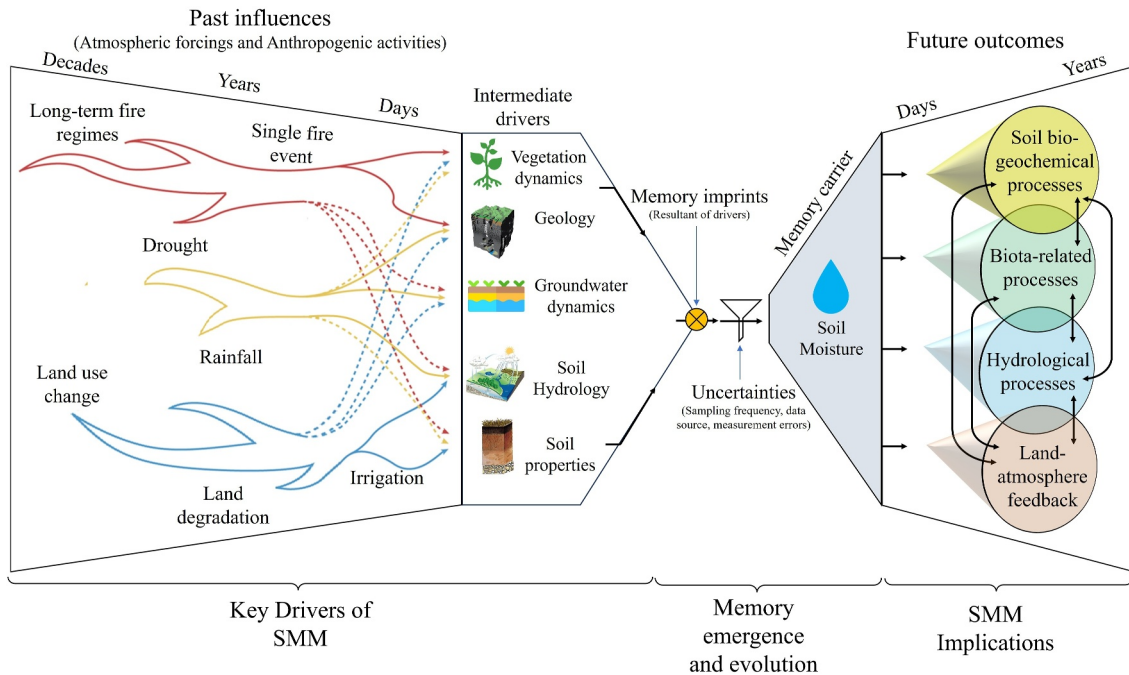 Past influences
(Atmospheric forcings and Anthropogenic activities)
Decades
Years
Days
Long-term fire
regimes
Single fire
event
Drought
Rainfall
Land use
change
Land
degradation
Irrigation
Intermediate
drivers
Vegetation
dynamics
Geology
Groundwater
dynamics
Soil
Hydrology
Soil
properties
Memory imprints
(Resultant of drivers)
Uncertainties
(Sampling frequency, data
source, measurement errors)
Memory carrier
Soil
Moisture
Future outcomes
Days
Years
Soil bio-
geochemical
processes
Biota-related
processes
Hydrological
processes
Land-
atmosphere
feedback
Key Drivers of
SMM
Memory
emergence
and evolution
SMM
Implications